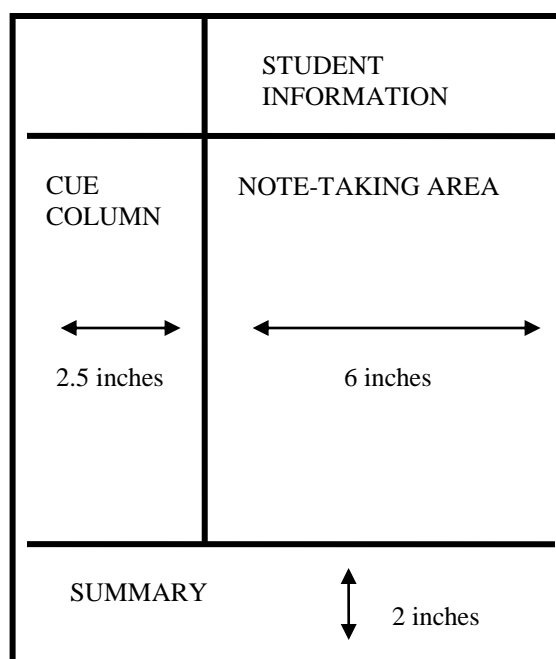 STUDENT
INFORMATION
CUE
COLUMN
NOTE-TAKING AREA
2.5 inches
6 inches
SUMMARY
2 inches